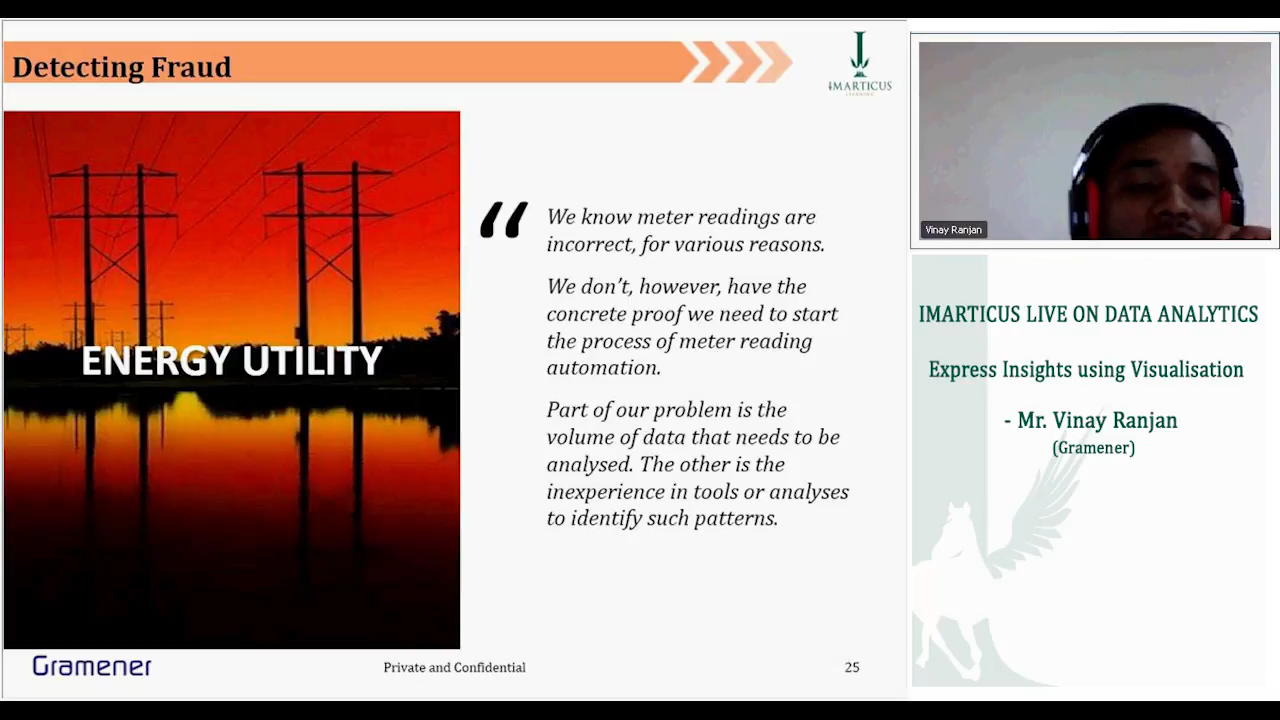 Detecting Fraud
IMARTICUS
LEARNING
ENERGY UTILITY
“
We know meter readings are
incorrect, for various reasons.
We don’t, however, have the
concrete proof we need to start
the process of meter reading
automation.
Part of our problem is the
volume of data that needs to be
analysed. The other is the
inexperience in tools or analyses
to identify such patterns.
Gramener
Private and Confidential
25
Vinay Ranjan
IMARTICUS LIVE ON DATA ANALYTICS
Express Insights using Visualisation
- Mr. Vinay Ranjan
(Gramener)